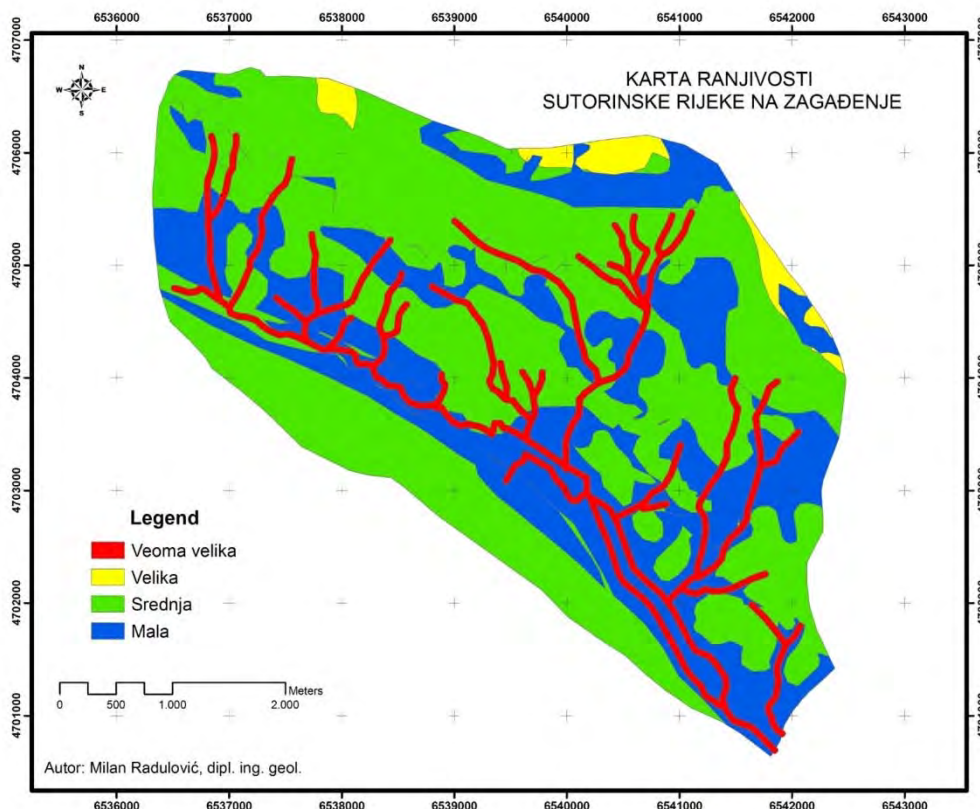 6536000 6537000 6538000 6539000 6540000 6541000 6542000 6543000
4707000 4707000
N
W E
S
KARTA RANJIVOSTI
SUTORINSKE RIJEKE NA ZAGAĐENJE
4706000
4705000
4704000
4703000
4702000
4701000
Legend
Veoma velika
Velika
Srednja
Mala
Meters
0 500 1.000 2.000
Autor: Milan Radulović, dipl. ing. geol.
6536000 6537000 6538000 6539000 6540000 6541000 6542000 6543000